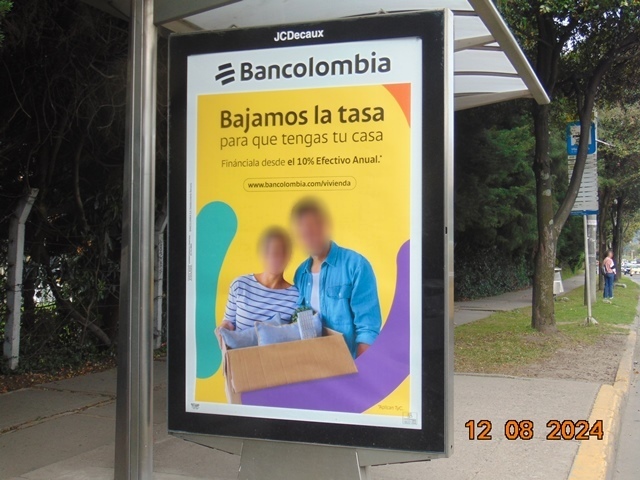 JCDecaux
Bancolombia
Bajamos la tasa
para que tengas tu casa
Financiala desde el 10% Efectivo Anual.*
www.bancolombia.com/vivienda
12 08 2024